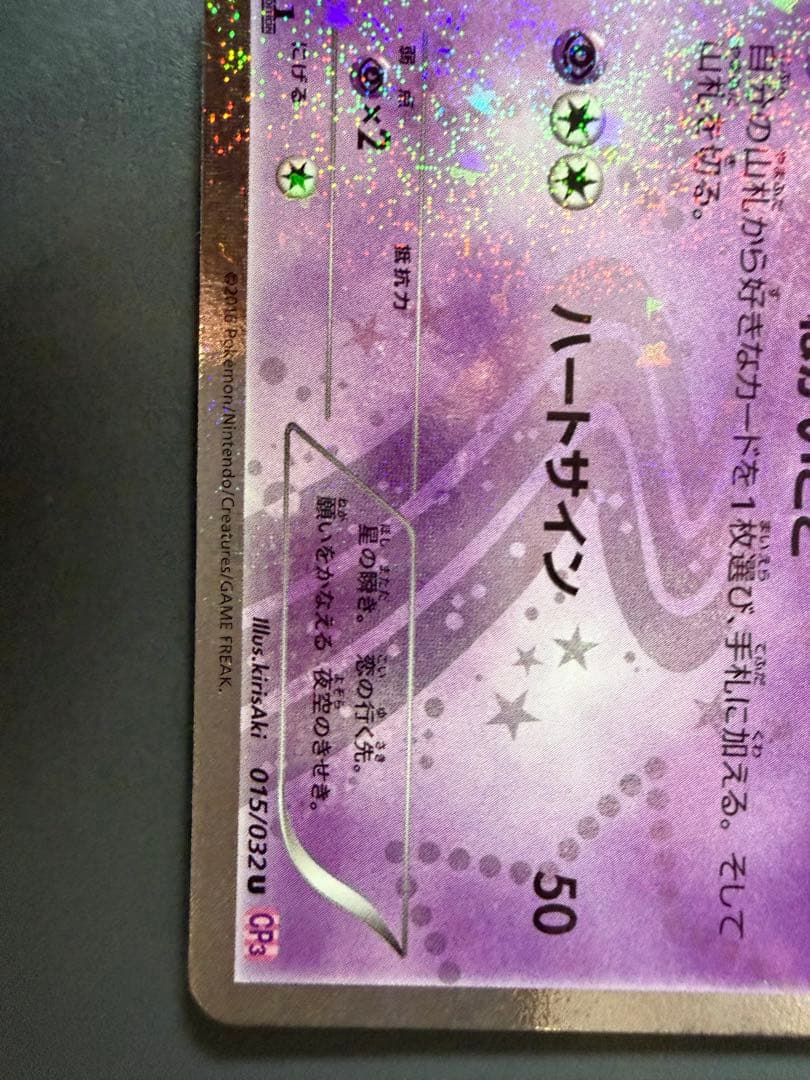 自分の山札から好きなカードを1枚選び、手札に加える。そして
山札を切る。
ハートサイン 50
弱点 ×2 抵抗力
にげる
星の瞬き。 恋の行く先。
願いをかなえる 夜空のきせき。
Illus.kirisAki 015/032 U CP3
©2016 Pokémon/Nintendo/Creatures/GAME FREAK.